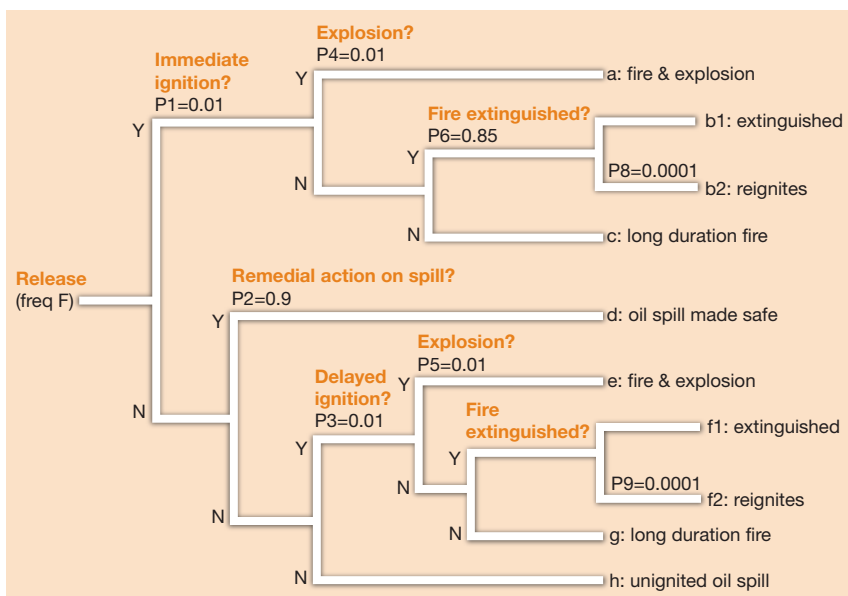 Explosion?
P4=0.01
Immediate
ignition?
P1=0.01
Y
a: fire & explosion
Fire extinguished?
P6=0.85
b1: extinguished
Y
Y
P8=0.0001
N
b2: reignites
N
c: long duration fire
Release
(freq F)
Remedial action on spill?
P2=0.9
Y
d: oil spill made safe
Explosion?
P5=0.01
Delayed
ignition?
P3=0.01
Y
e: fire & explosion
Fire
extinguished?
N
f1: extinguished
Y
Y
P9=0.0001
N
f2: reignites
N
N
g: long duration fire
N
h: unignited oil spill